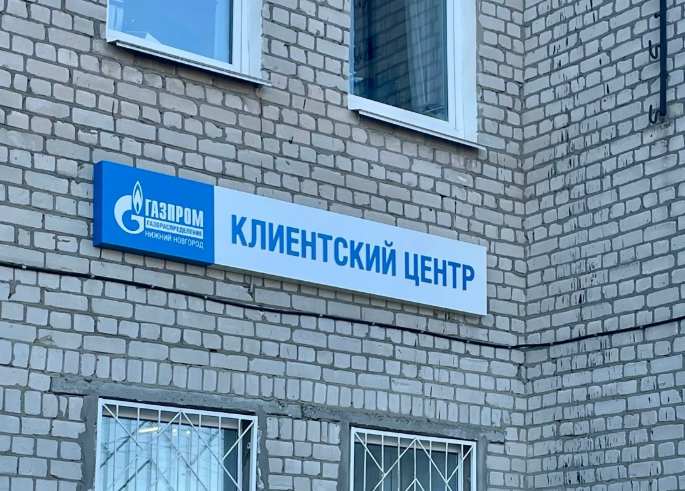 ГАЗПРОМ
ГАЗОРАСПРЕДЕЛЕНИЕ
НИЖНИЙ НОВГОРОД
КЛИЕНТСКИЙ ЦЕНТР